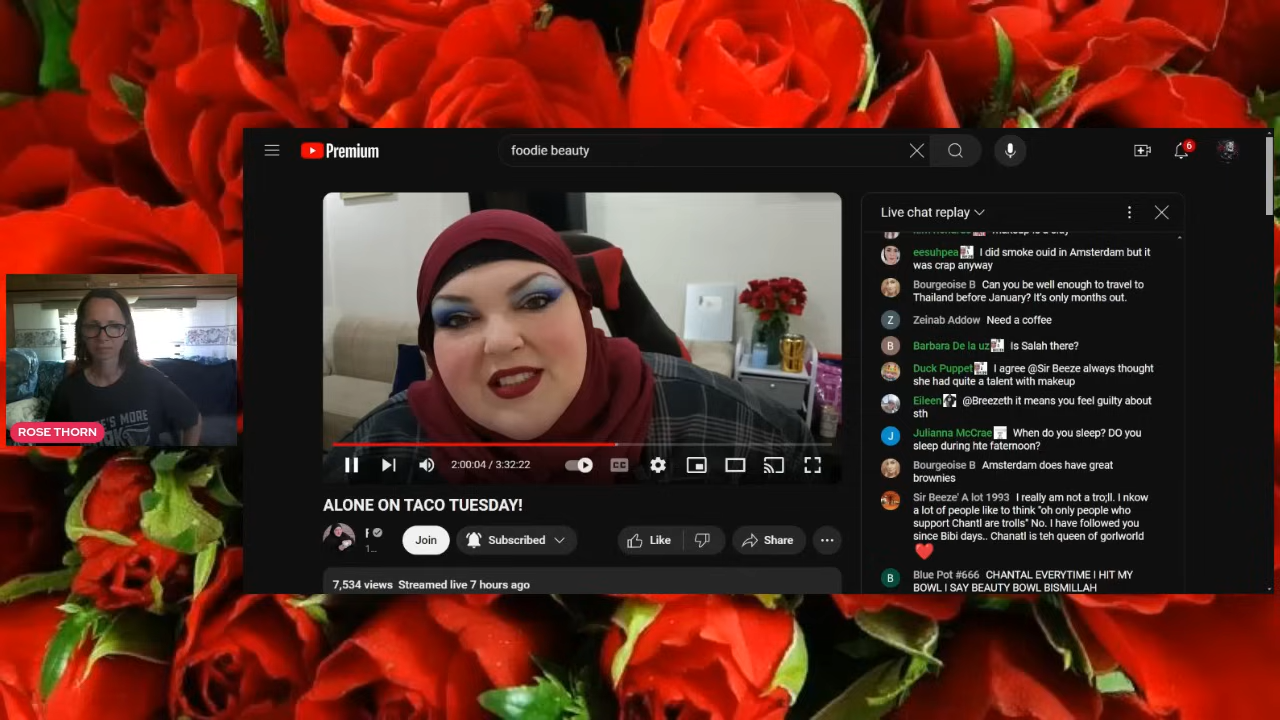 Premium
foodie beauty
6
Live chat replay
eesuhpea I did smoke ouid in Amsterdam but it
was crap anyway
Bourgeoise B Can you be well enough to travel to
Thailand before January? It's only months out.
Z Zeinab Addow Need a coffee
B Barbara De la uz Is Salah there?
Duck Puppet I agree @Sir Beeze always thought
she had quite a talent with makeup
Eileen @Breezeth it means you feel guilty about
sth
J Julianna McCrae When do you sleep? DO you
sleep during hte faternoon?
Bourgeoise B Amsterdam does have great
brownies
Sir Beeze' A lot 1993 I really am not a tro;ll. I nkow
a lot of people like to think "oh only people who
support Chantl are trolls" No. I have followed you
since Bibi days.. Chanatl is teh queen of gorlworld
B Blue Pot #666 CHANTAL EVERYTIME I HIT MY
BOWL I SAY BEAUTY BOWL BISMILLAH
2:00:04 / 3:32:22
CC
ALONE ON TACO TUESDAY!
F
1...
Join
Subscribed
Like
Share
7,534 views Streamed live 7 hours ago
ROSE THORN